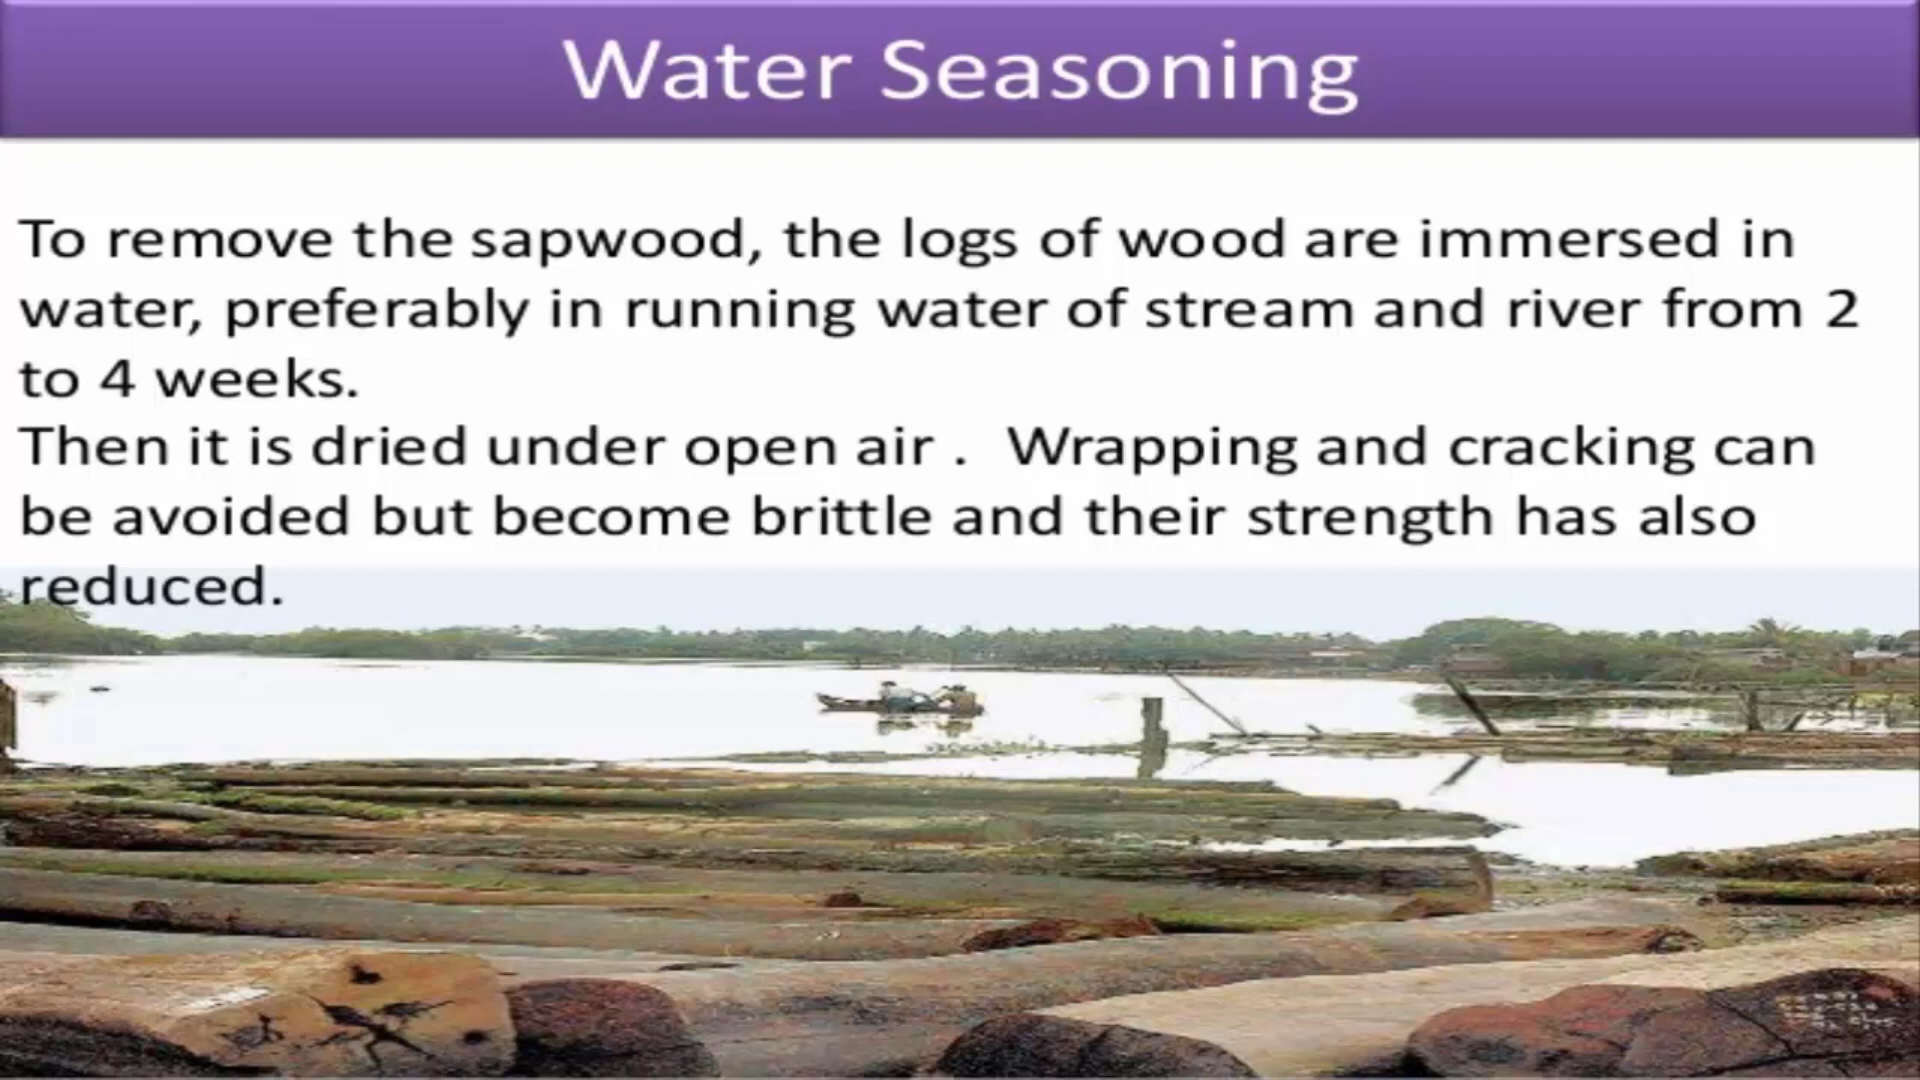 Water Seasoning
To remove the sapwood, the logs of wood are immersed in
water, preferably in running water of stream and river from 2
to 4 weeks.
Then it is dried under open air .  Wrapping and cracking can
be avoided but become brittle and their strength has also
reduced.